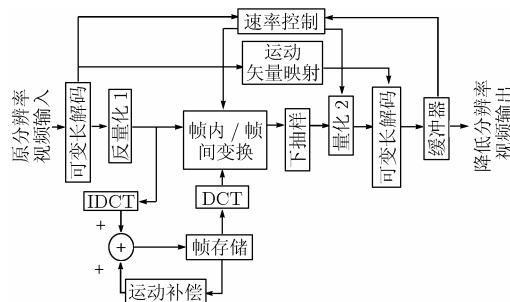 速率控制
运动
矢量映射
原分辨率
视频输入
可变长解码
反量化 1
帧内 / 帧
间变换
下抽样
量化 2
可变长解码
缓冲器
降低分辨率
视频输出
IDCT
DCT
+
+
+
帧存储
运动补偿